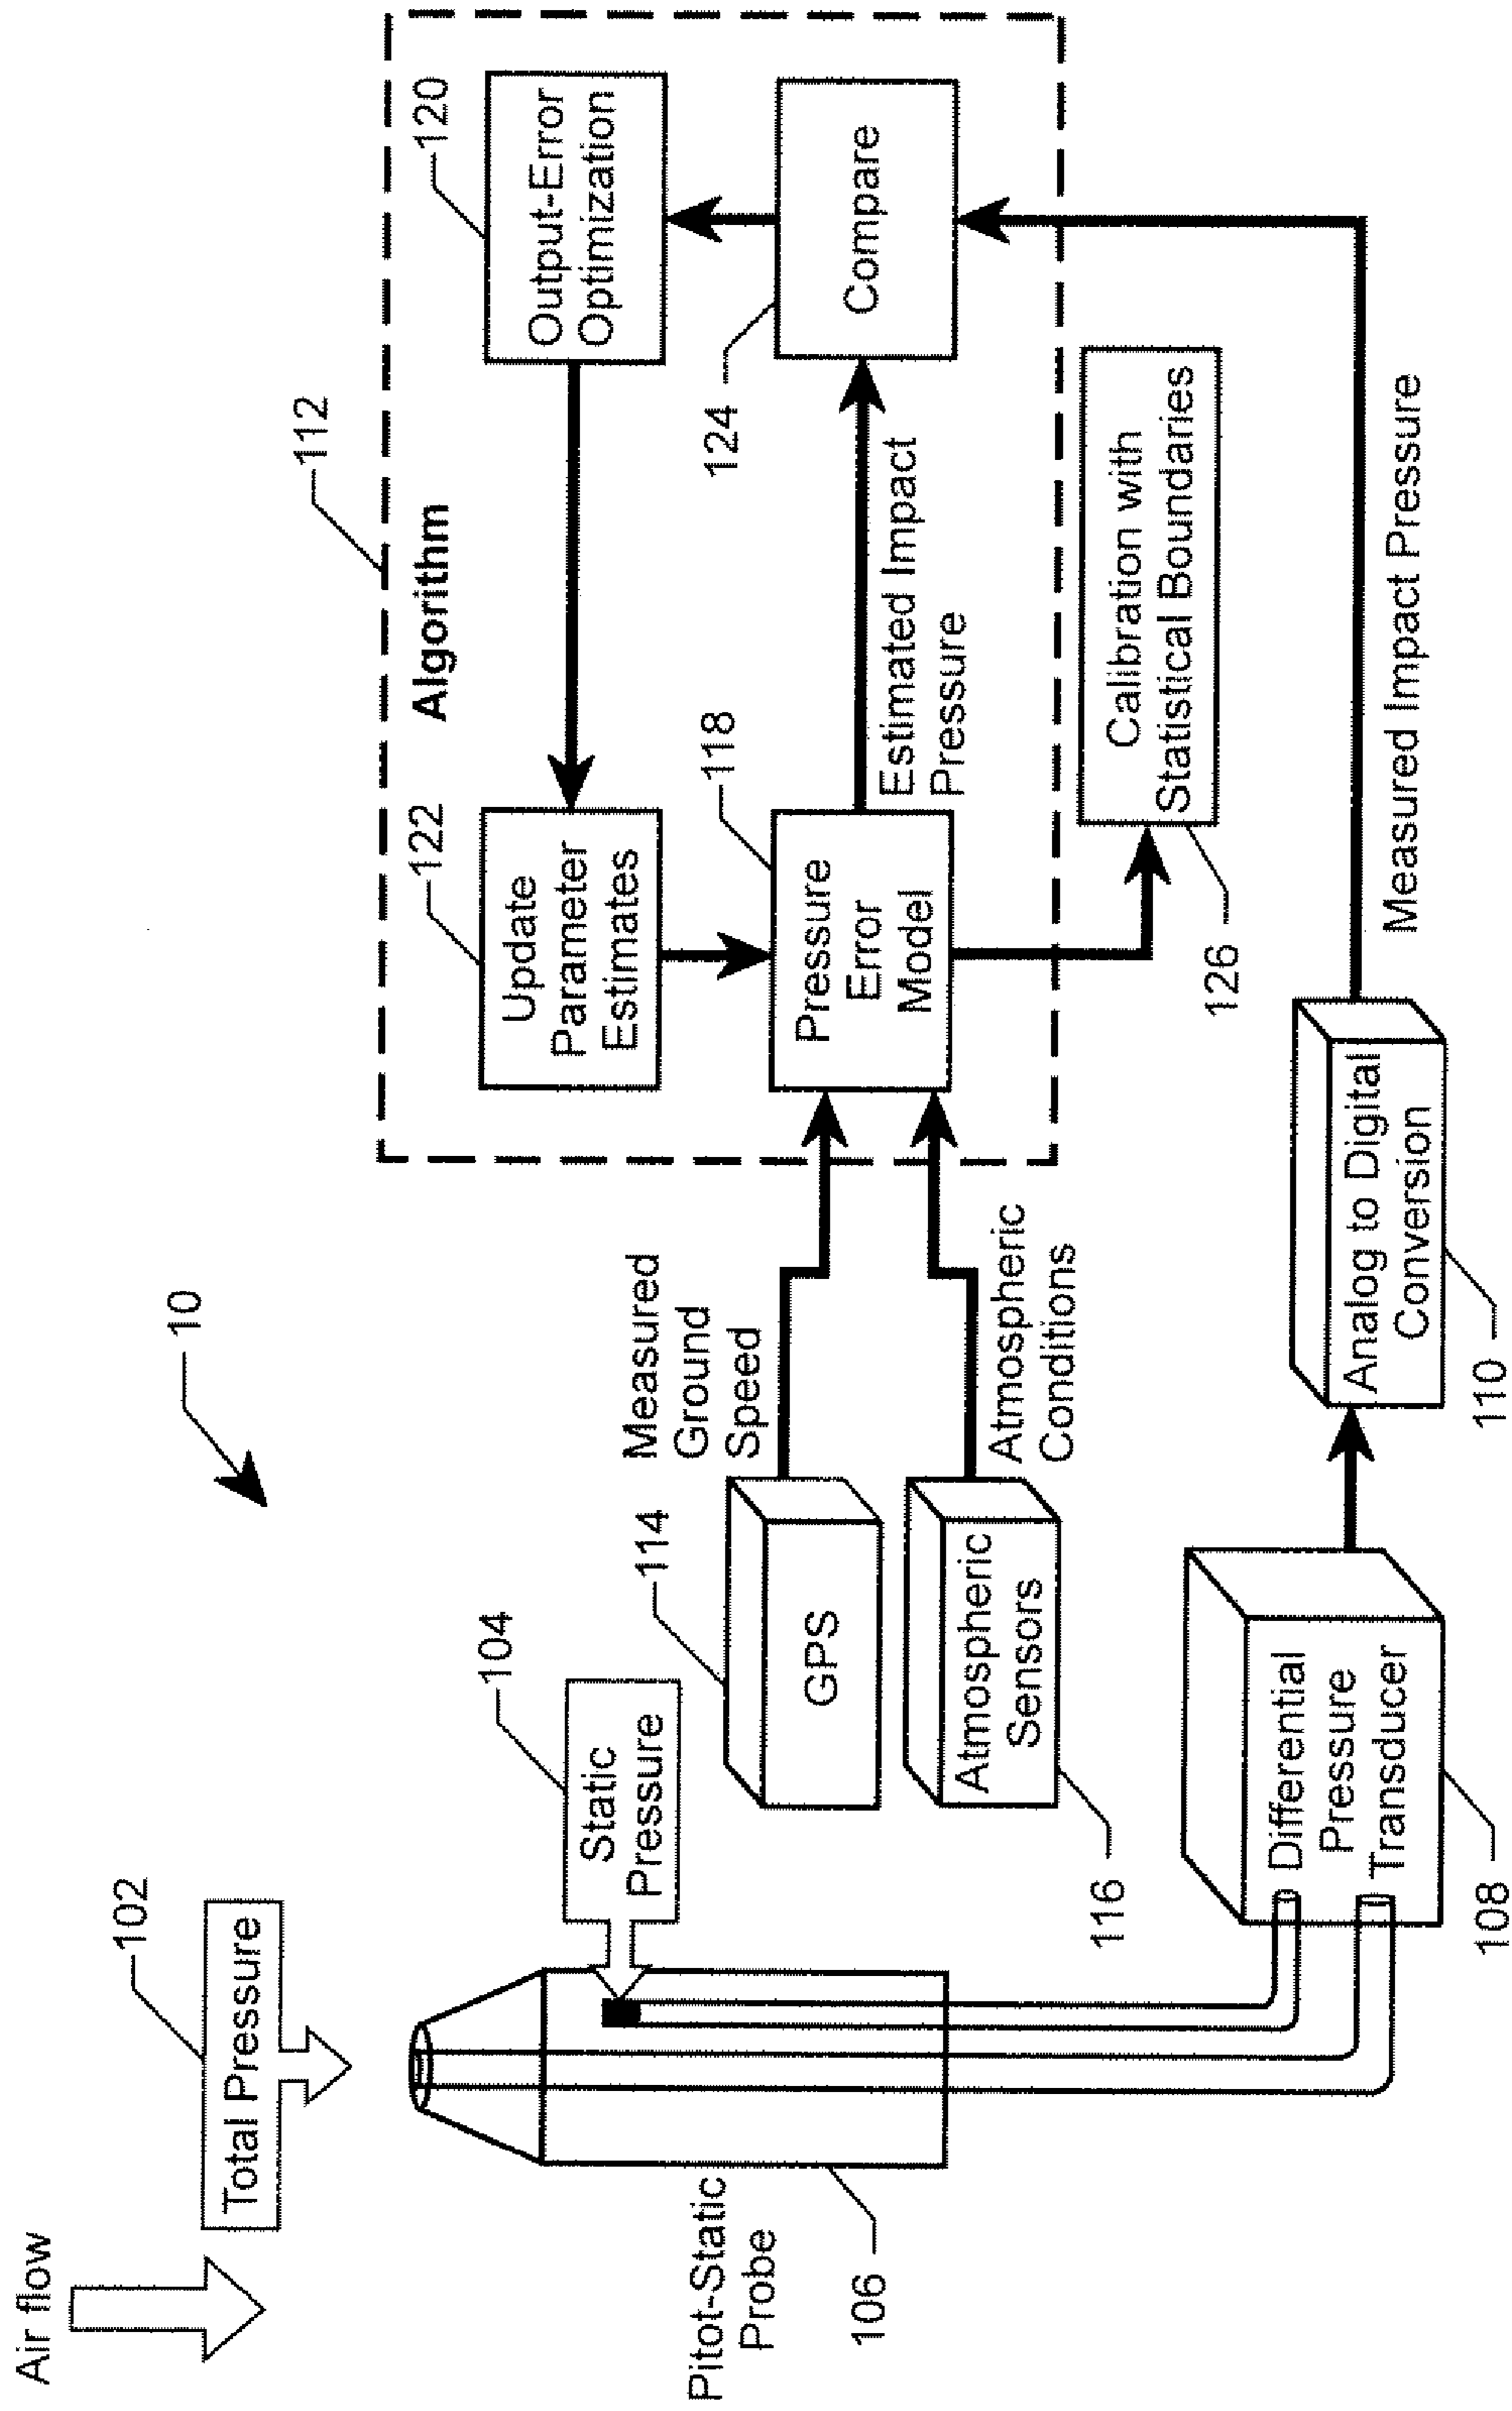 Air flow
Total Pressure
102
10
Static
Pressure
104
Pitot-Static
Probe
106
GPS
114
Measured
Ground
Speed
Atmospheric
Sensors
116
Atmospheric
Conditions
Differential
Pressure
Transducer
108
Analog to Digital
Conversion
110
Measured Impact Pressure
112
Algorithm
Update
Parameter
Estimates
122
Output-Error
Optimization
120
Pressure
Error
Model
118
Estimated Impact
Pressure
Compare
124
Calibration with
Statistical Boundaries
126